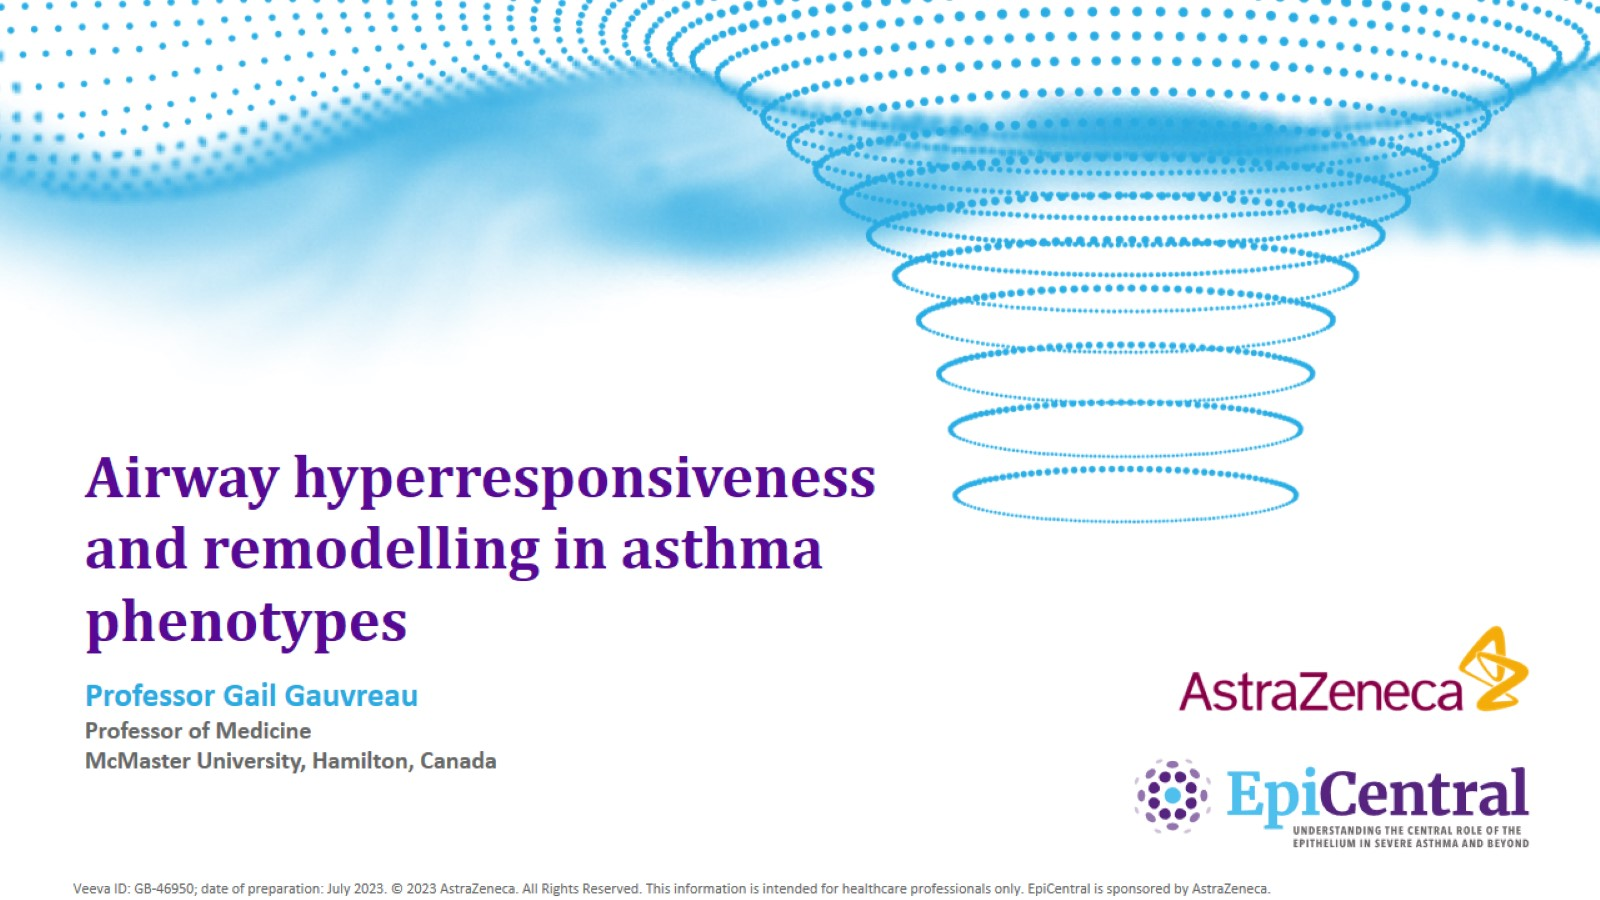 Airway hyperresponsiveness
and remodelling in asthma
phenotypes
Professor Gail Gauvreau
Professor of Medicine
McMaster University, Hamilton, Canada
AstraZeneca
EpiCentral
UNDERSTANDING THE CENTRAL ROLE OF THE
EPITHELIUM IN SEVERE ASTHMA AND BEYOND
Veeva ID: GB-46950; date of preparation: July 2023. © 2023 AstraZeneca. All Rights Reserved. This information is intended for healthcare professionals only. EpiCentral is sponsored by AstraZeneca.